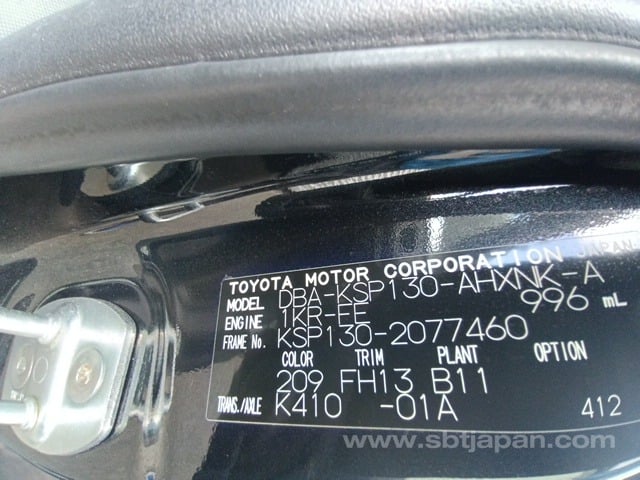 TOYOTA MOTOR CORPORATION JAPAN
MODEL DBA-KSP130-AHXNK-A
ENGINE 1KR-FE 996 mL
FRAME No. KSP130-2077460
COLOR TRIM PLANT OPTION
209 FH13 B11
TRANS./AXLE K410 -01A 412
www.sbtjapan.com